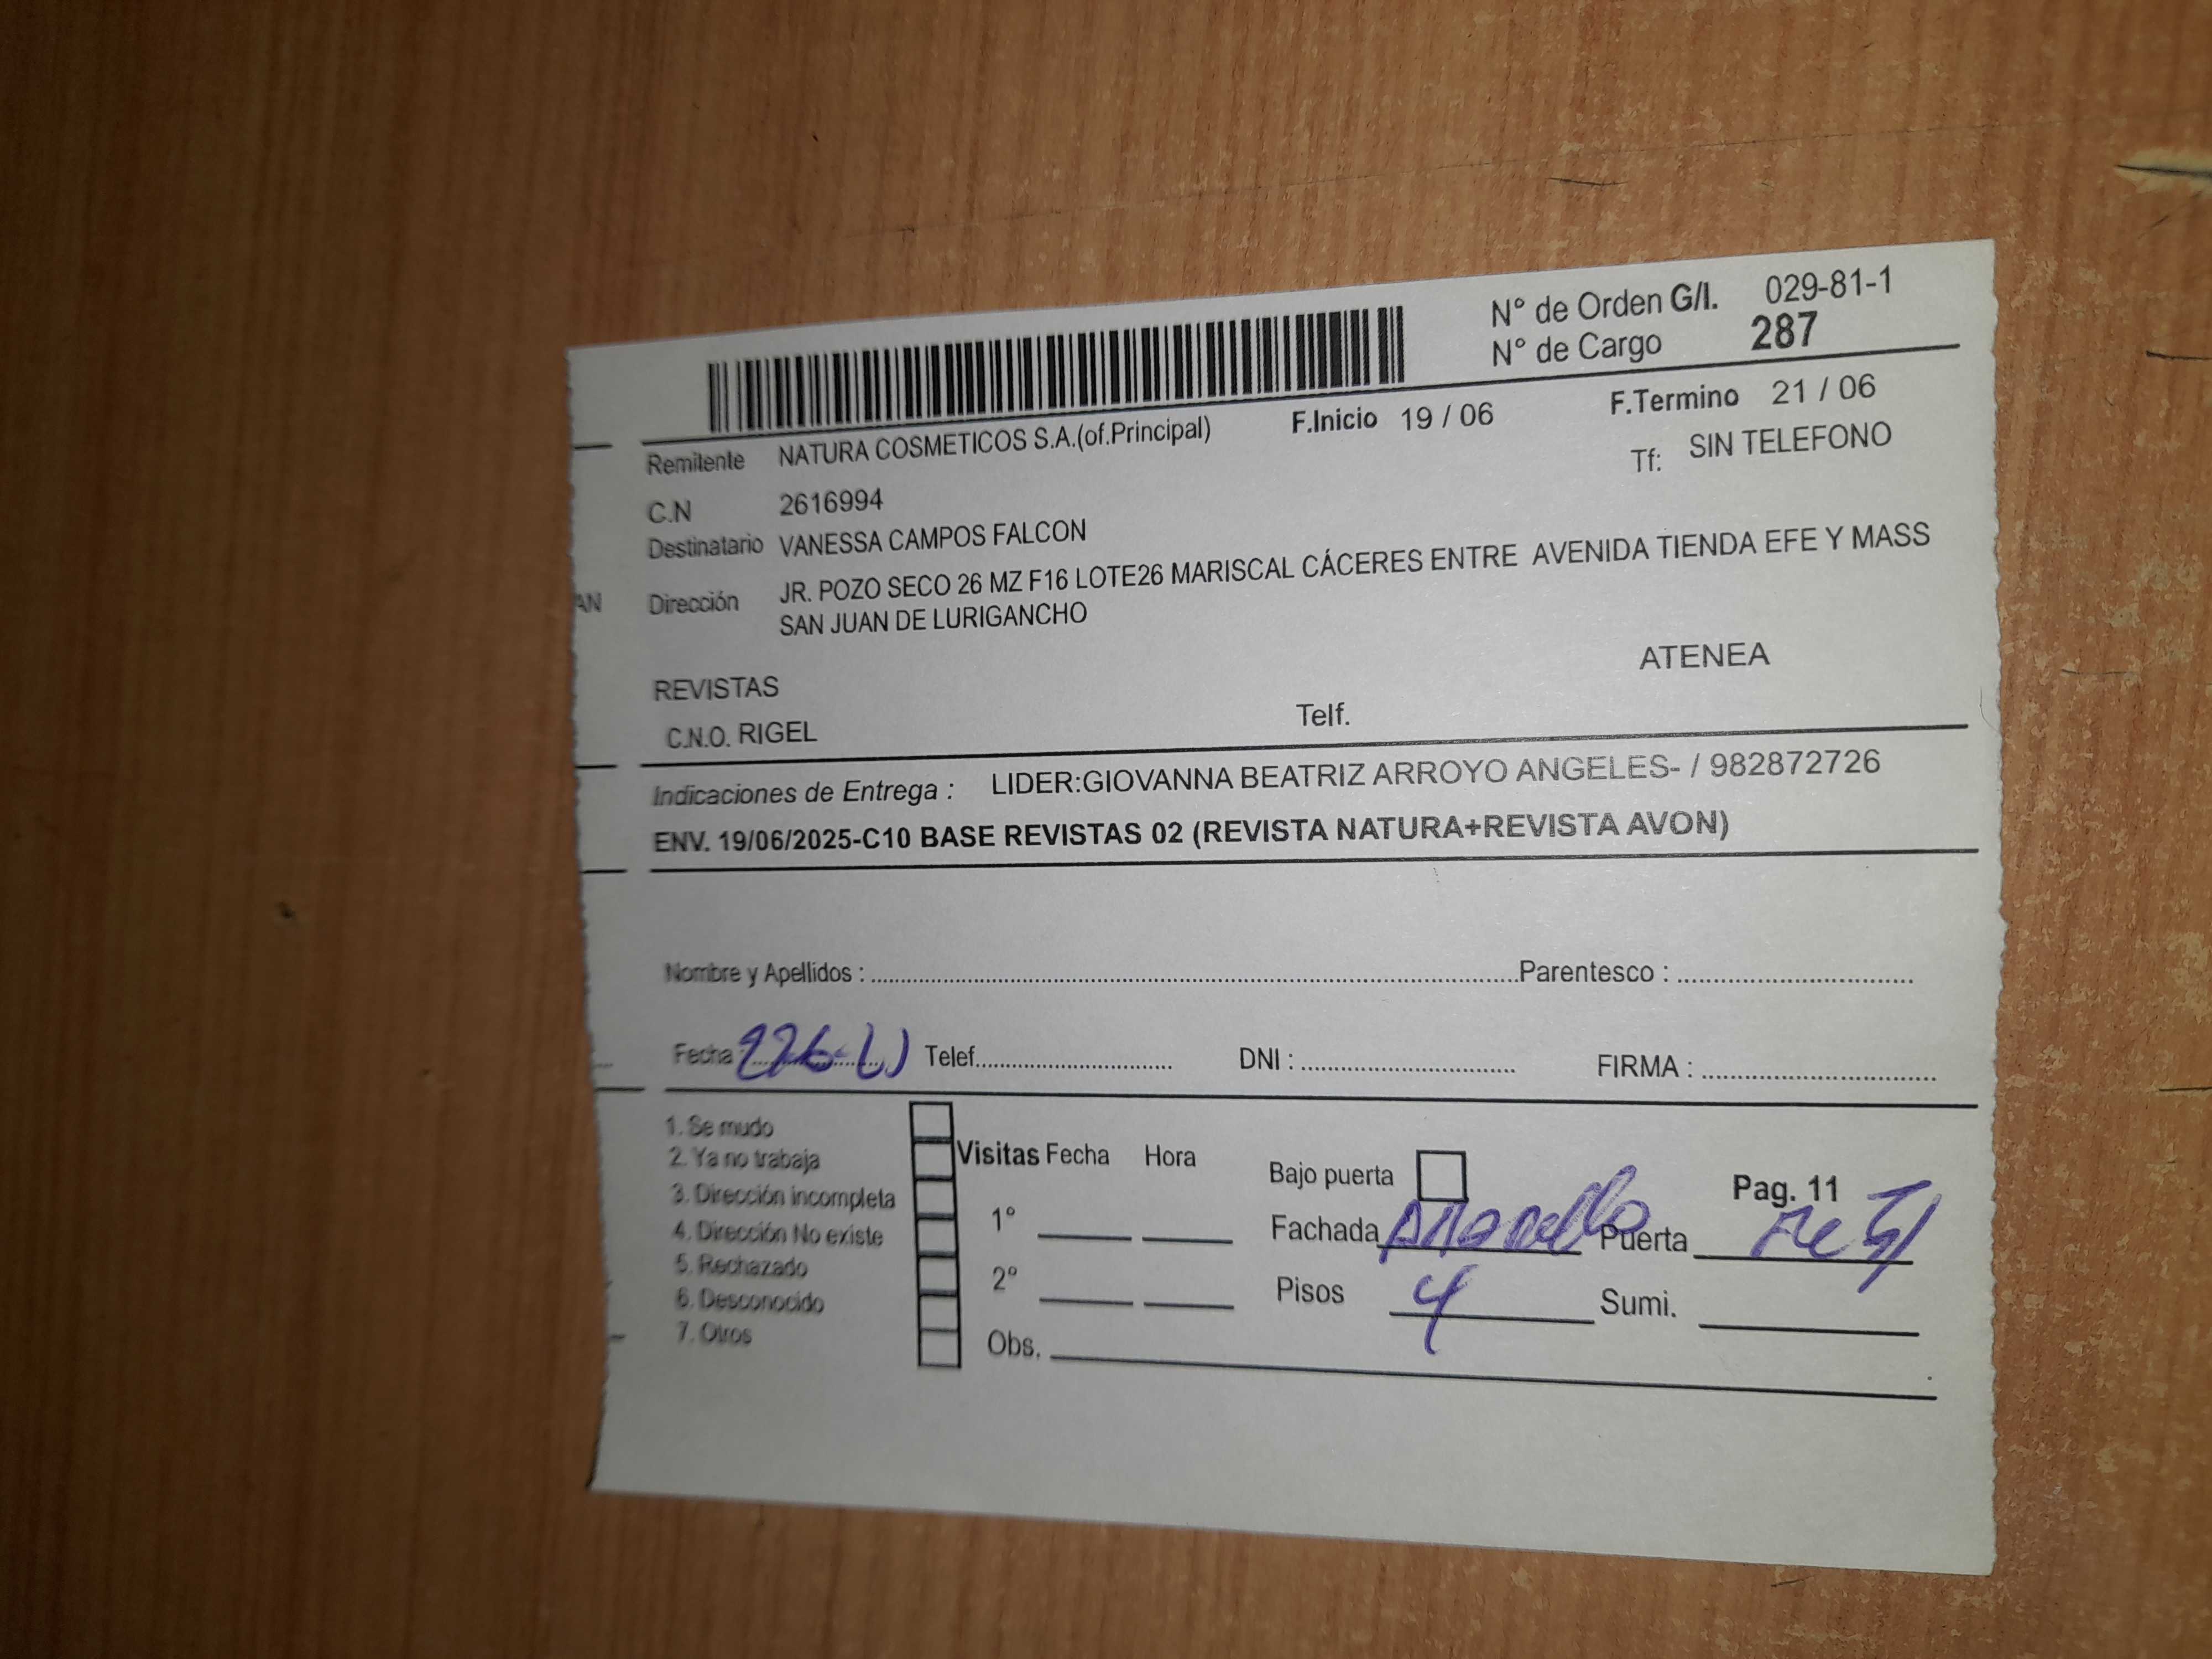 N° de Orden G/I. 029-81-1
N° de Cargo 287
F.Inicio 19 / 06 F.Termino 21 / 06
Remitente NATURA COSMETICOS S.A.(of.Principal)
Tf: SIN TELEFONO
C.N 2616994
Destinatario VANESSA CAMPOS FALCON
AN
Dirección JR. POZO SECO 26 MZ F16 LOTE26 MARISCAL CÁCERES ENTRE AVENIDA TIENDA EFE Y MASS
SAN JUAN DE LURIGANCHO
ATENEA
REVISTAS
C.N.O. RIGEL Telf.
Indicaciones de Entrega : LIDER:GIOVANNA BEATRIZ ARROYO ANGELES- / 982872726
ENV. 19/06/2025-C10 BASE REVISTAS 02 (REVISTA NATURA+REVISTA AVON)
Nombre y Apellidos : Parentesco :
Fecha : Telef. DNI : FIRMA :
1. Se mudo
2. Ya no trabaja
3. Dirección incompleta
4. Dirección No existe
5. Rechazado
6. Desconocido
7. Otros
Visitas Fecha Hora
1°
2°
Obs.
Bajo puerta Pag. 11
Fachada Puerta
Pisos 4 Sumi.